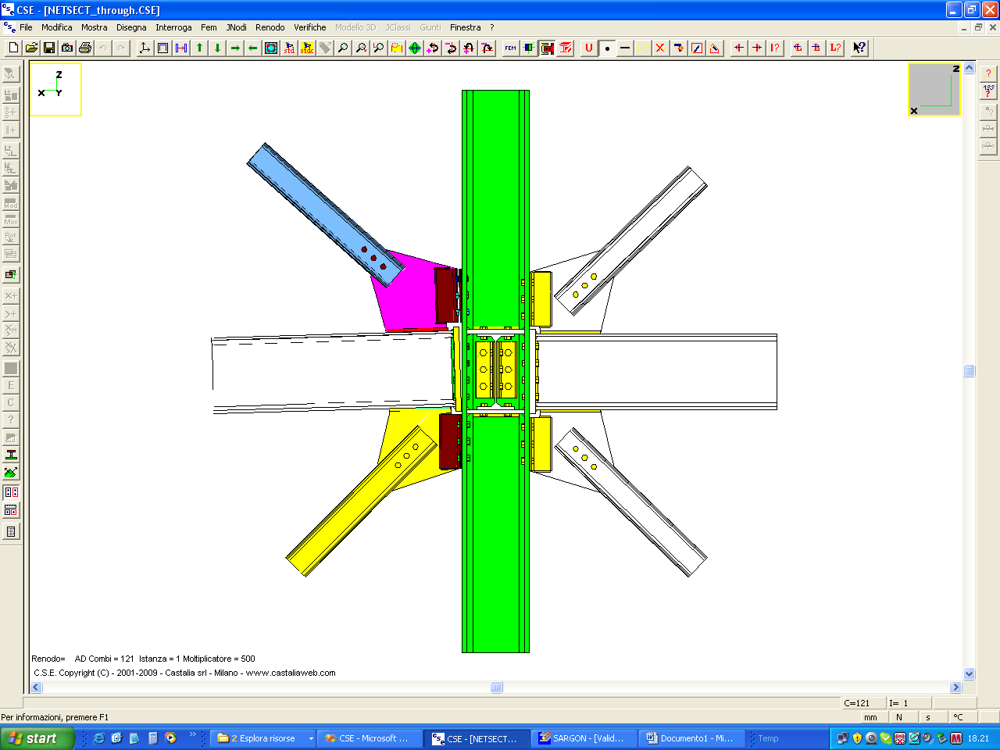 CSE - [NETSECT_through.CSE]
File Modifica Mostra Disegna Interroga Fem JNodi Renodo Verifiche Modello 3D JClassi Giunti Finestra ?
std stdc FEM U X I? L?
Z
X Y
Z
X
?
123
?
Mod
Mov
Rot
E
C
?
Renodo= AD Combi = 121 Istanza = 1 Moltiplicatore = 500
C.S.E. Copyright (C) - 2001-2009 - Castalia srl - Milano - www.castaliaweb.com
C=121 I= 1
Per informazioni, premere F1
mm N s °C
start
»
2 Esplora risorse
CSE - Microsoft ...
CSE - [NETSECT...
SARGON - [Valid...
Documento1 - Mi...
Temp
18.21